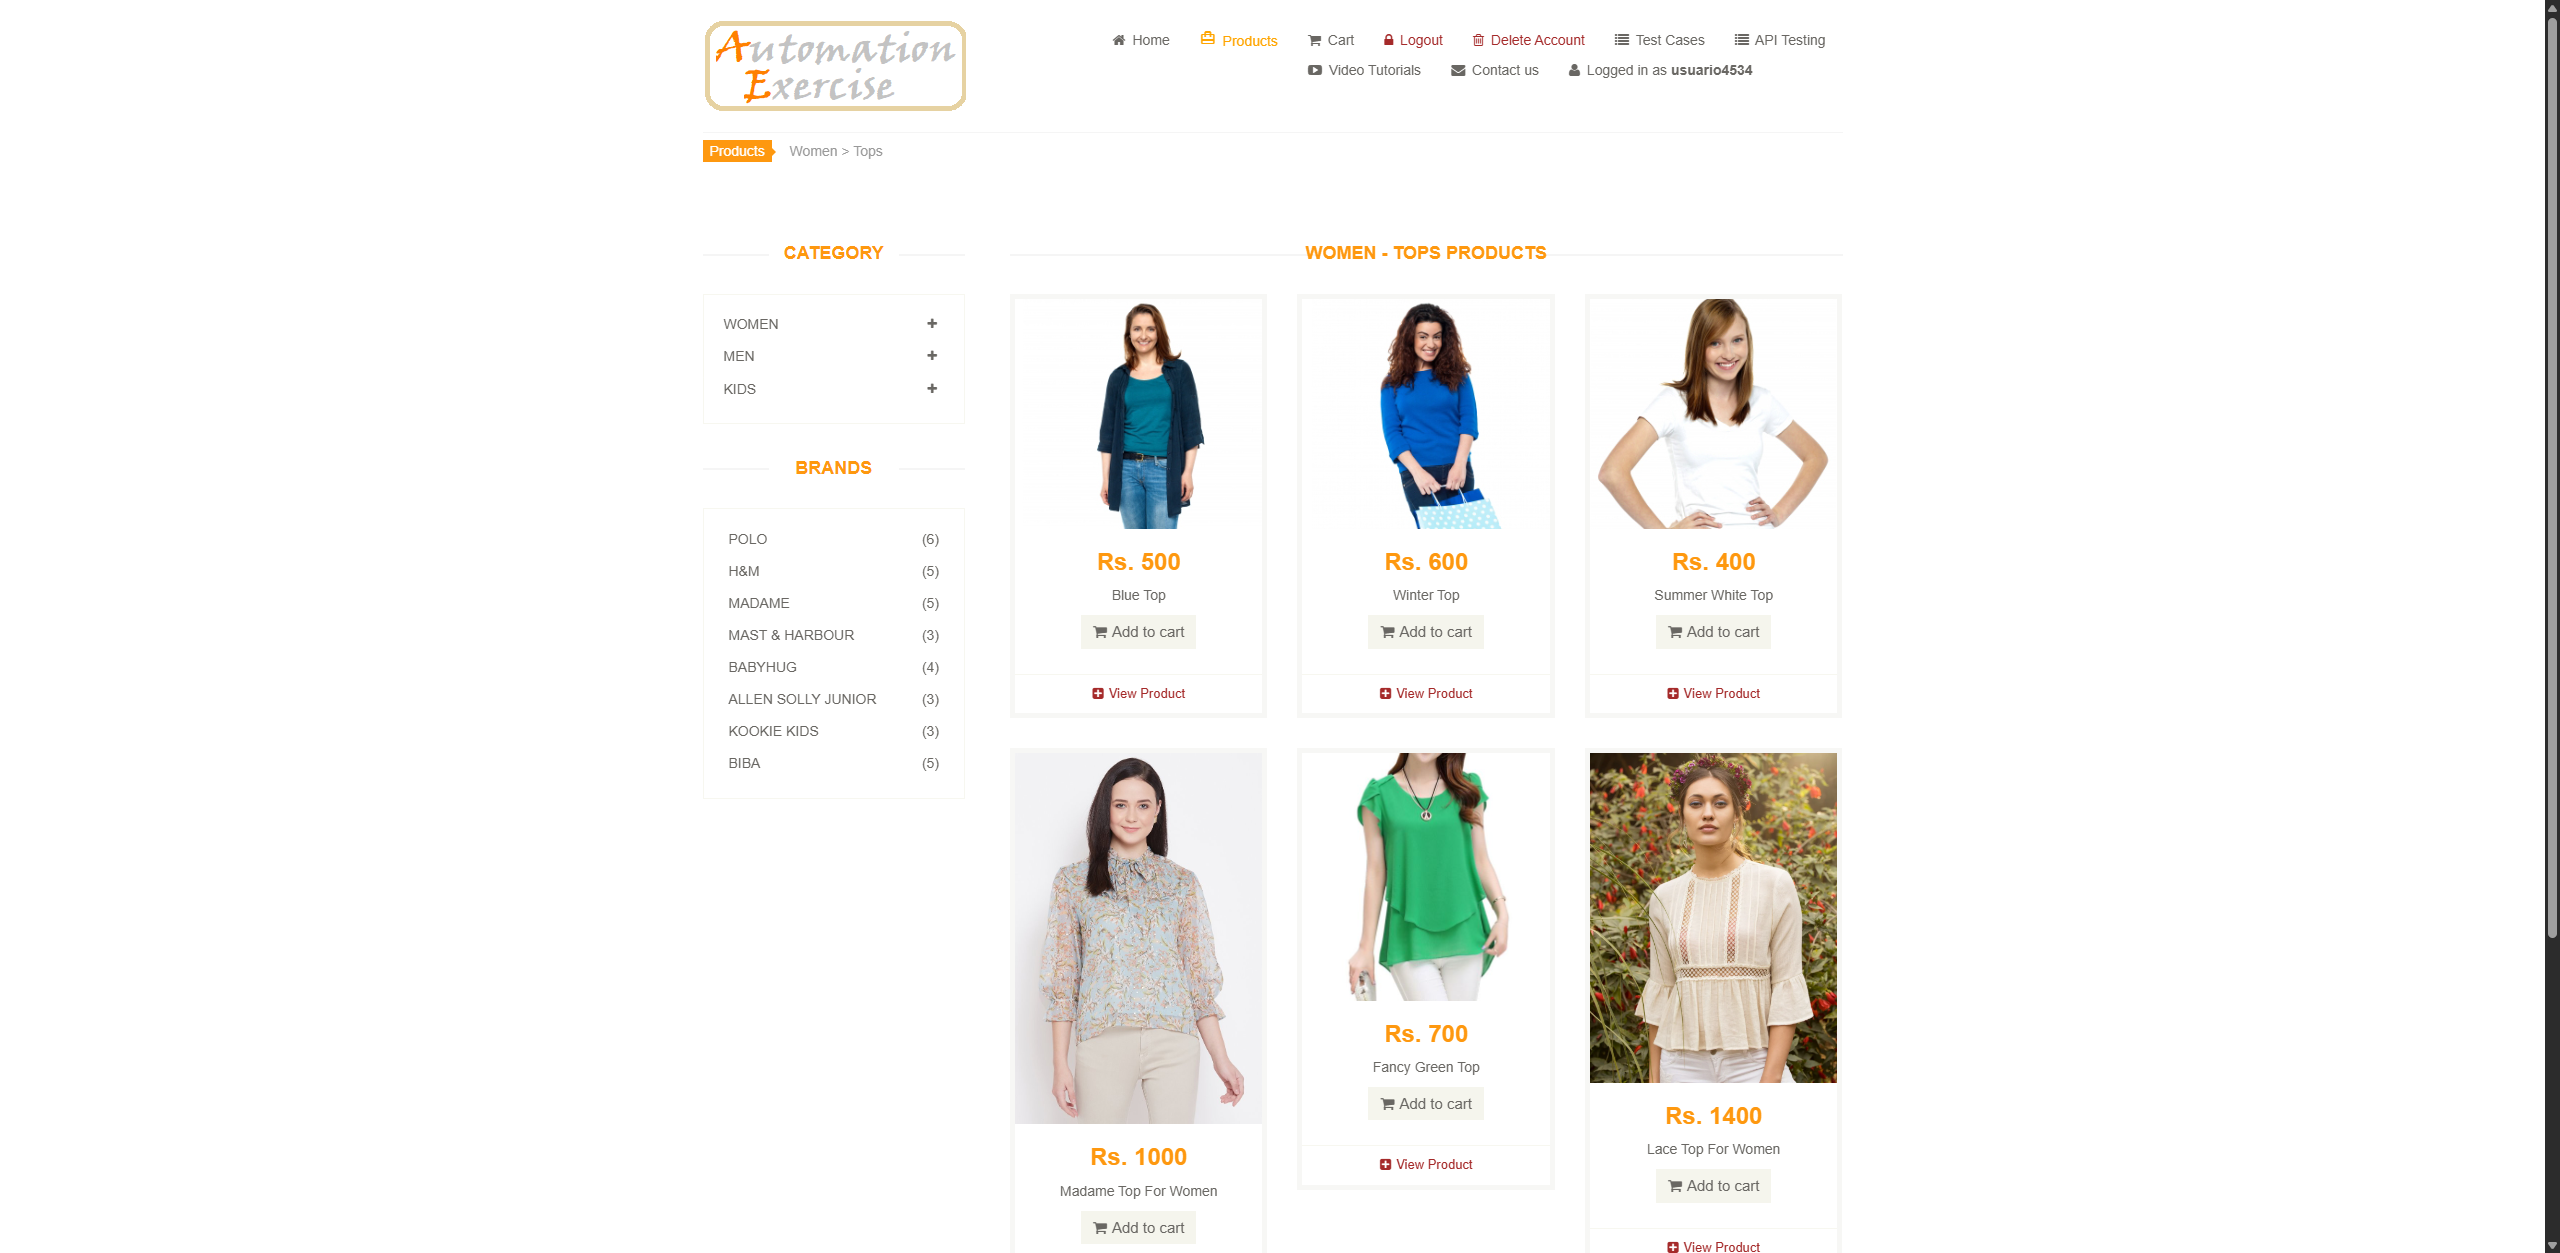 Automation
Exercise
Home
Products
Cart
Logout
Delete Account
Test Cases
API Testing
Video Tutorials
Contact us
Logged in as usuario4534
Products
Women > Tops
CATEGORY
WOMEN
MEN
KIDS
BRANDS
POLO (6)
H&M (5)
MADAME (5)
MAST & HARBOUR (3)
BABYHUG (4)
ALLEN SOLLY JUNIOR (3)
KOOKIE KIDS (3)
BIBA (5)
WOMEN - TOPS PRODUCTS
Rs. 500
Blue Top
Add to cart
View Product
Rs. 600
Winter Top
Add to cart
View Product
Rs. 400
Summer White Top
Add to cart
View Product
Rs. 1000
Madame Top For Women
Add to cart
Rs. 700
Fancy Green Top
Add to cart
View Product
Rs. 1400
Lace Top For Women
Add to cart
View Product